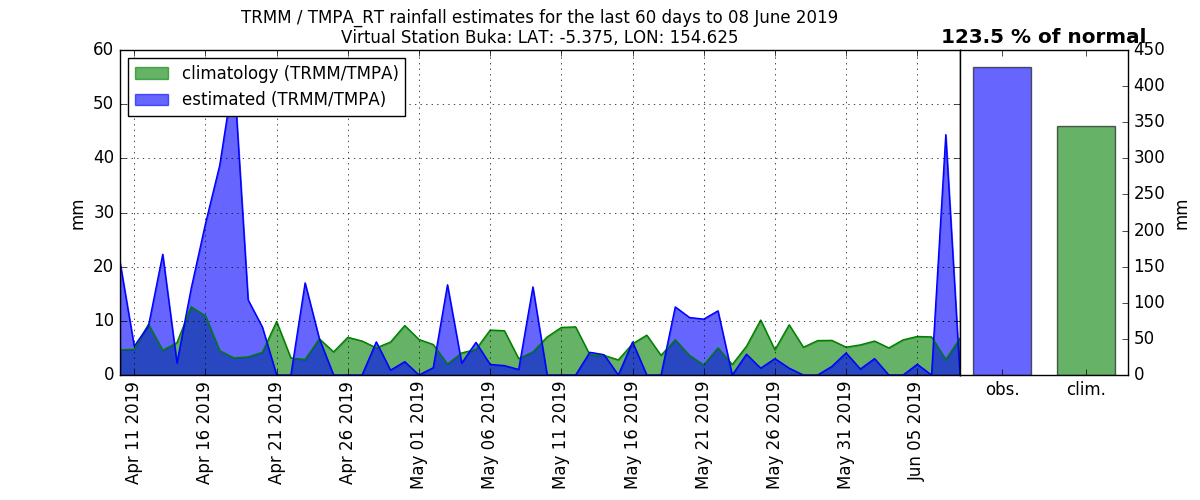 TRMM / TMPA_RT rainfall estimates for the last 60 days to 08 June 2019
Virtual Station Buka: LAT: -5.375, LON: 154.625
123.5 % of normal
climatology (TRMM/TMPA)
estimated (TRMM/TMPA)
60
50
40
30
20
10
0
mm
Apr 11 2019
Apr 16 2019
Apr 21 2019
Apr 26 2019
May 01 2019
May 06 2019
May 11 2019
May 16 2019
May 21 2019
May 26 2019
May 31 2019
Jun 05 2019
obs.
clim.
450
400
350
300
250
200
150
100
50
0
mm